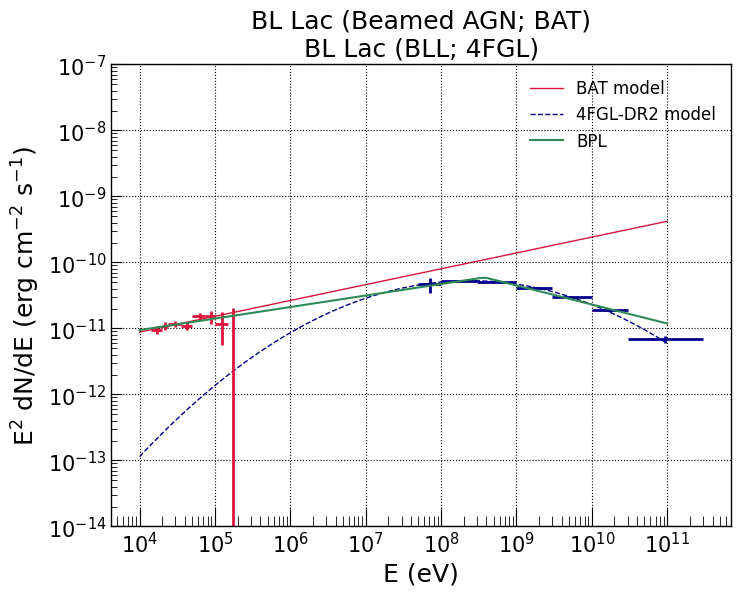 BL Lac (Beamed AGN; BAT)
BL Lac (BLL; 4FGL)
E² dN/dE (erg cm⁻² s⁻¹)
10⁻⁷
10⁻⁸
10⁻⁹
10⁻¹⁰
10⁻¹¹
10⁻¹²
10⁻¹³
10⁻¹⁴
BAT model
4FGL-DR2 model
BPL
10⁴ 10⁵ 10⁶ 10⁷ 10⁸ 10⁹ 10¹⁰ 10¹¹
E (eV)